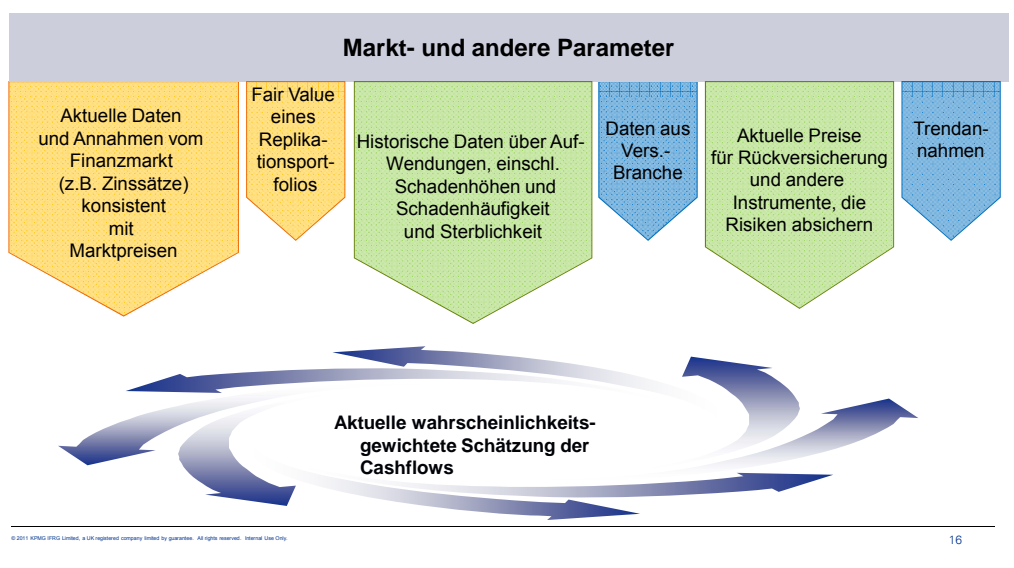 Markt- und andere Parameter
Aktuelle Daten
und Annahmen vom
Finanzmarkt
(z.B. Zinssätze)
konsistent
mit
Marktpreisen
Fair Value
eines
Replika-
tionsport-
folios
Historische Daten über Auf-
Wendungen, einschl.
Schadenhöhen und
Schadenhäufigkeit
und Sterblichkeit
Daten aus
Vers.-
Branche
Aktuelle Preise
für Rückversicherung
und andere
Instrumente, die
Risiken absichern
Trendan-
nahmen
Aktuelle wahrscheinlichkeits-
gewichtete Schätzung der
Cashflows
© 2011 KPMG IFRG Limited, a UK registered company limited by guarantee. All rights reserved. Internal Use Only.
16